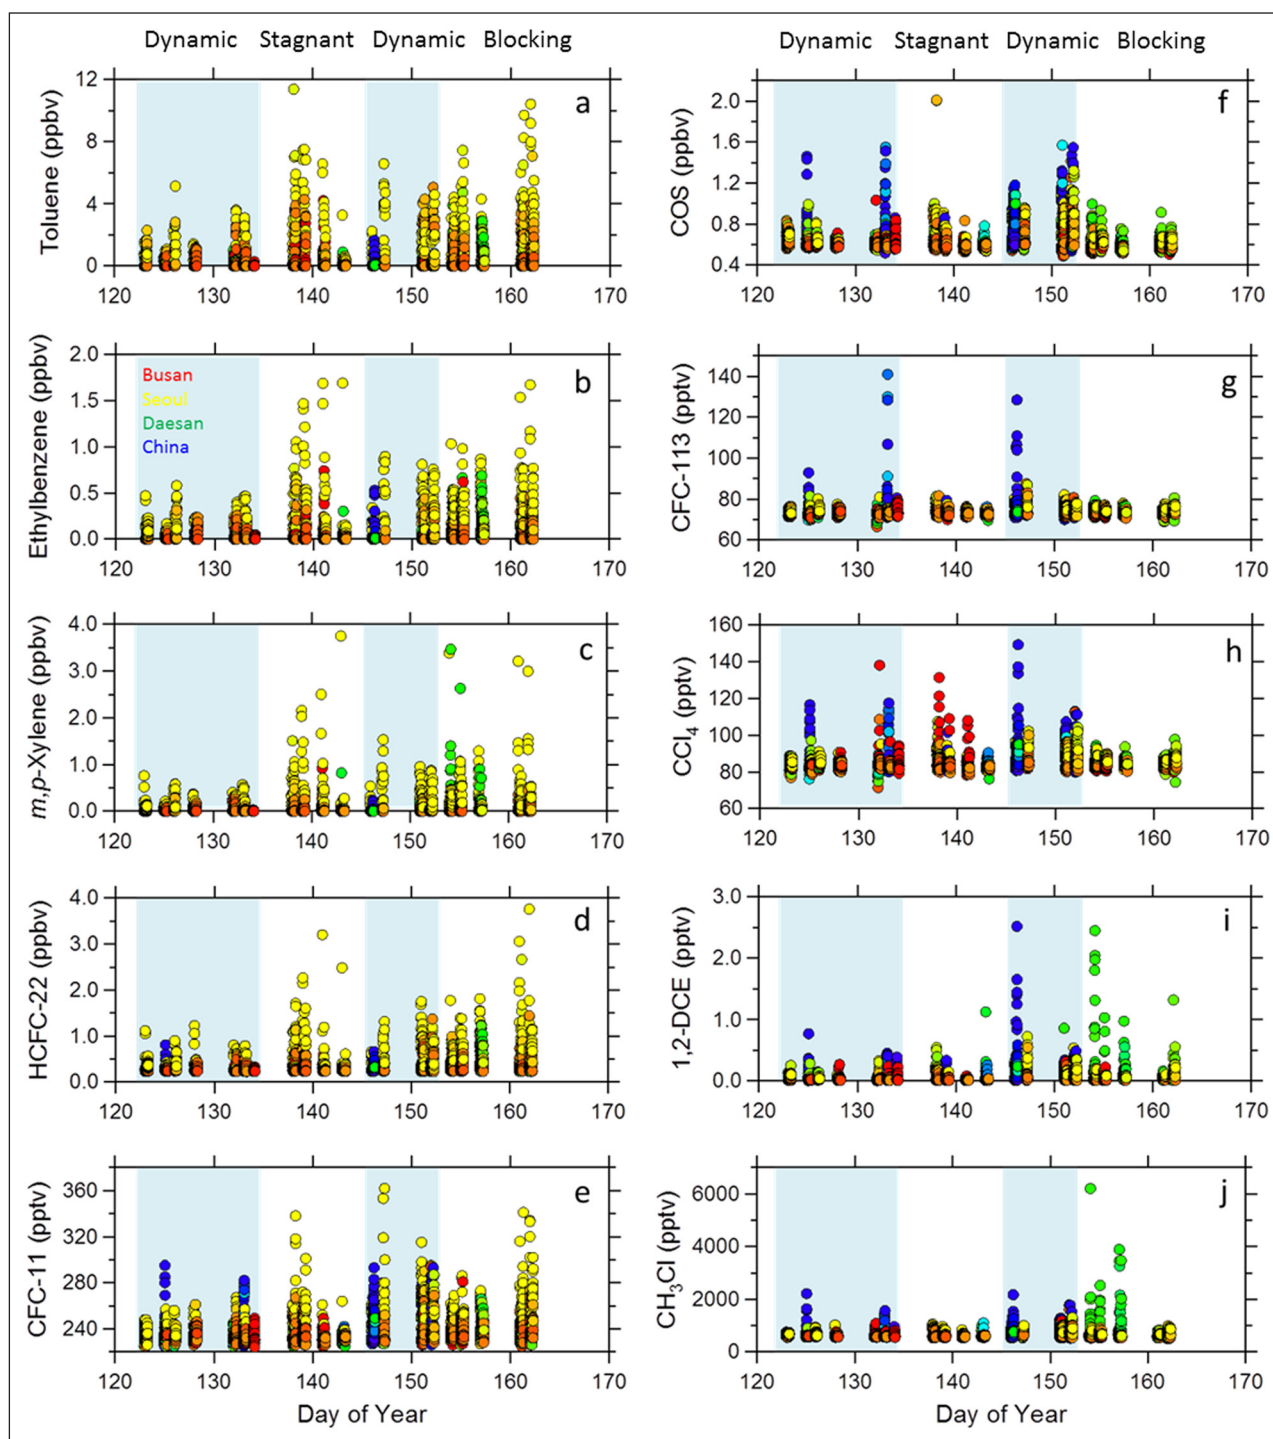 Dynamic Stagnant Dynamic Blocking
Toluene (ppbv)
12
8
4
0
a
120 130 140 150 160 170
Ethylbenzene (ppbv)
2.0
1.5
1.0
0.5
0.0
b
Busan
Seoul
Daesan
China
120 130 140 150 160 170
m,p-Xylene (ppbv)
4.0
3.0
2.0
1.0
0.0
c
120 130 140 150 160 170
HCFC-22 (ppbv)
4.0
3.0
2.0
1.0
0.0
d
120 130 140 150 160 170
CFC-11 (pptv)
360
320
280
240
e
120 130 140 150 160 170
Day of Year
Dynamic Stagnant Dynamic Blocking
COS (ppbv)
2.0
1.6
1.2
0.8
0.4
f
120 130 140 150 160 170
CFC-113 (pptv)
140
120
100
80
60
g
120 130 140 150 160 170
CCl₄ (pptv)
160
140
120
100
80
60
h
120 130 140 150 160 170
1,2-DCE (pptv)
3.0
2.0
1.0
0.0
i
120 130 140 150 160 170
CH₃Cl (pptv)
6000
4000
2000
0
j
120 130 140 150 160 170
Day of Year